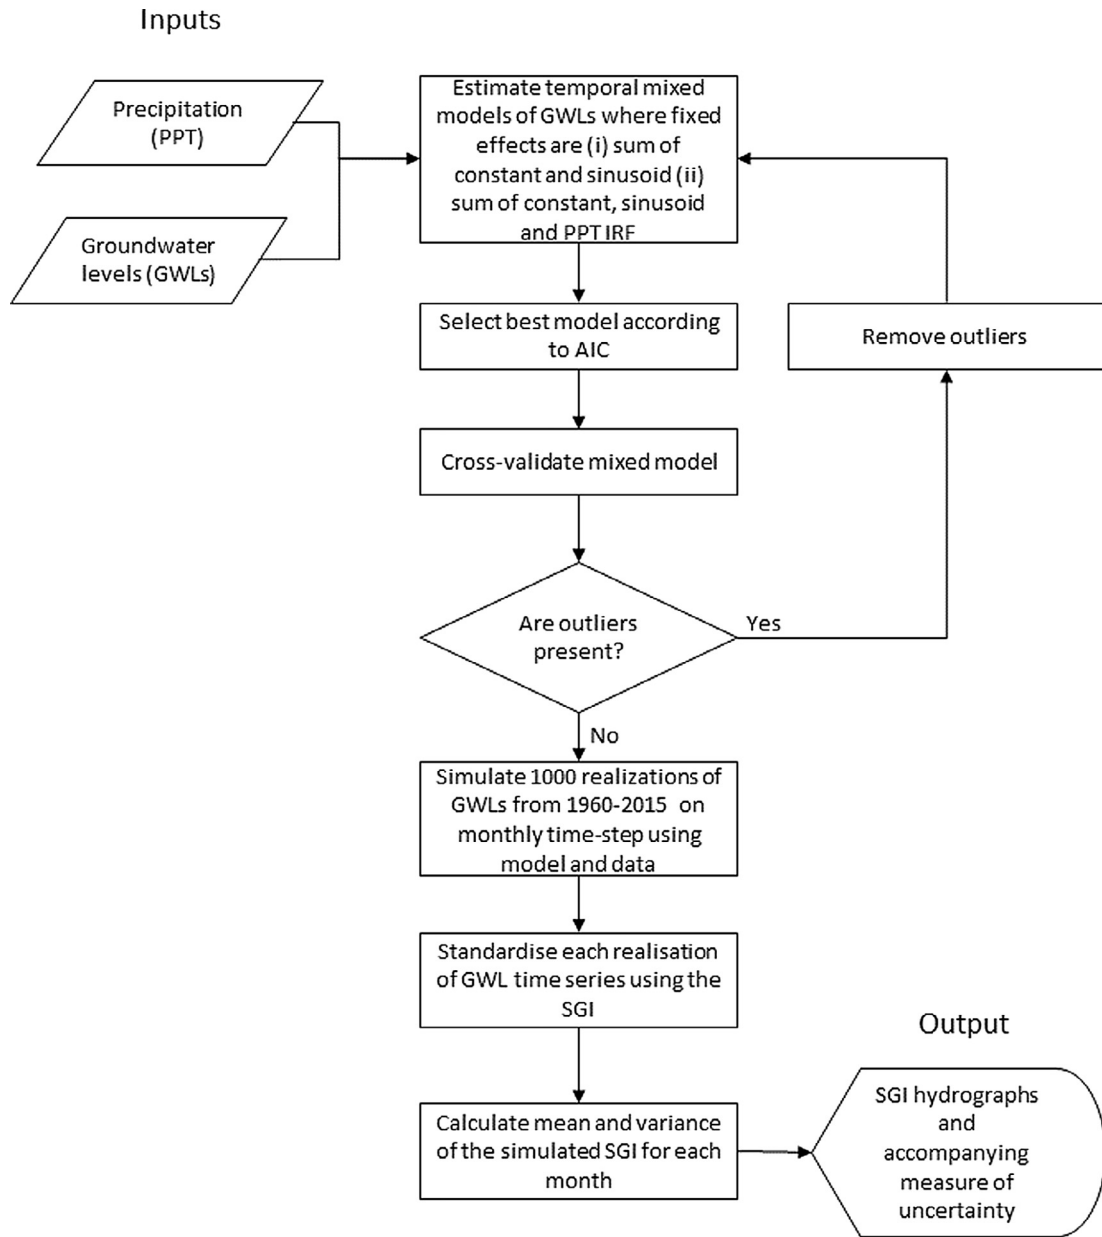 Inputs
Precipitation
(PPT)
Groundwater
levels (GWLs)
Estimate temporal mixed
models of GWLs where fixed
effects are (i) sum of
constant and sinusoid (ii)
sum of constant, sinusoid
and PPT IRF
Select best model according
to AIC
Remove outliers
Cross-validate mixed model
Are outliers
present?
Yes
No
Simulate 1000 realizations of
GWLs from 1960-2015 on
monthly time-step using
model and data
Standardise each realisation
of GWL time series using the
SGI
Calculate mean and variance
of the simulated SGI for each
month
Output
SGI hydrographs
and
accompanying
measure of
uncertainty